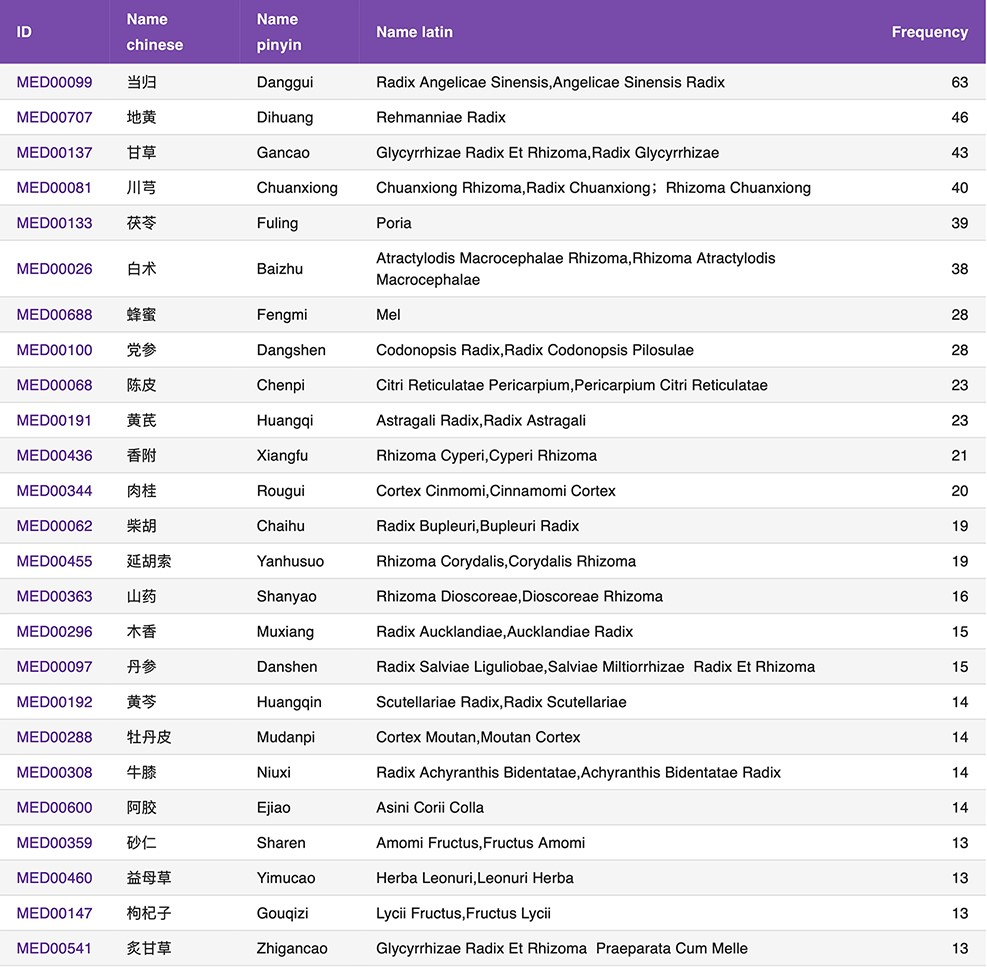 ID Name chinese Name pinyin Name latin Frequency
MED00099 当归 Danggui Radix Angelicae Sinensis,Angelicae Sinensis Radix 63
MED00707 地黄 Dihuang Rehmanniae Radix 46
MED00137 甘草 Gancao Glycyrrhizae Radix Et Rhizoma,Radix Glycyrrhizae 43
MED00081 川芎 Chuanxiong Chuanxiong Rhizoma,Radix Chuanxiong；Rhizoma Chuanxiong 40
MED00133 茯苓 Fuling Poria 39
MED00026 白术 Baizhu Atractylodis Macrocephalae Rhizoma,Rhizoma Atractylodis Macrocephalae 38
MED00688 蜂蜜 Fengmi Mel 28
MED00100 党参 Dangshen Codonopsis Radix,Radix Codonopsis Pilosulae 28
MED00068 陈皮 Chenpi Citri Reticulatae Pericarpium,Pericarpium Citri Reticulatae 23
MED00191 黄芪 Huangqi Astragali Radix,Radix Astragali 23
MED00436 香附 Xiangfu Rhizoma Cyperi,Cyperi Rhizoma 21
MED00344 肉桂 Rougui Cortex Cinmomi,Cinnamomi Cortex 20
MED00062 柴胡 Chaihu Radix Bupleuri,Bupleuri Radix 19
MED00455 延胡索 Yanhusuo Rhizoma Corydalis,Corydalis Rhizoma 19
MED00363 山药 Shanyao Rhizoma Dioscoreae,Dioscoreae Rhizoma 16
MED00296 木香 Muxiang Radix Aucklandiae,Aucklandiae Radix 15
MED00097 丹参 Danshen Radix Salviae Liguliobae,Salviae Miltiorrhizae Radix Et Rhizoma 15
MED00192 黄芩 Huangqin Scutellariae Radix,Radix Scutellariae 14
MED00288 牡丹皮 Mudanpi Cortex Moutan,Moutan Cortex 14
MED00308 牛膝 Niuxi Radix Achyranthis Bidentatae,Achyranthis Bidentatae Radix 14
MED00600 阿胶 Ejiao Asini Corii Colla 14
MED00359 砂仁 Sharen Amomi Fructus,Fructus Amomi 13
MED00460 益母草 Yimucao Herba Leonuri,Leonuri Herba 13
MED00147 枸杞子 Gouqizi Lycii Fructus,Fructus Lycii 13
MED00541 炙甘草 Zhigancao Glycyrrhizae Radix Et Rhizoma Praeparata Cum Melle 13